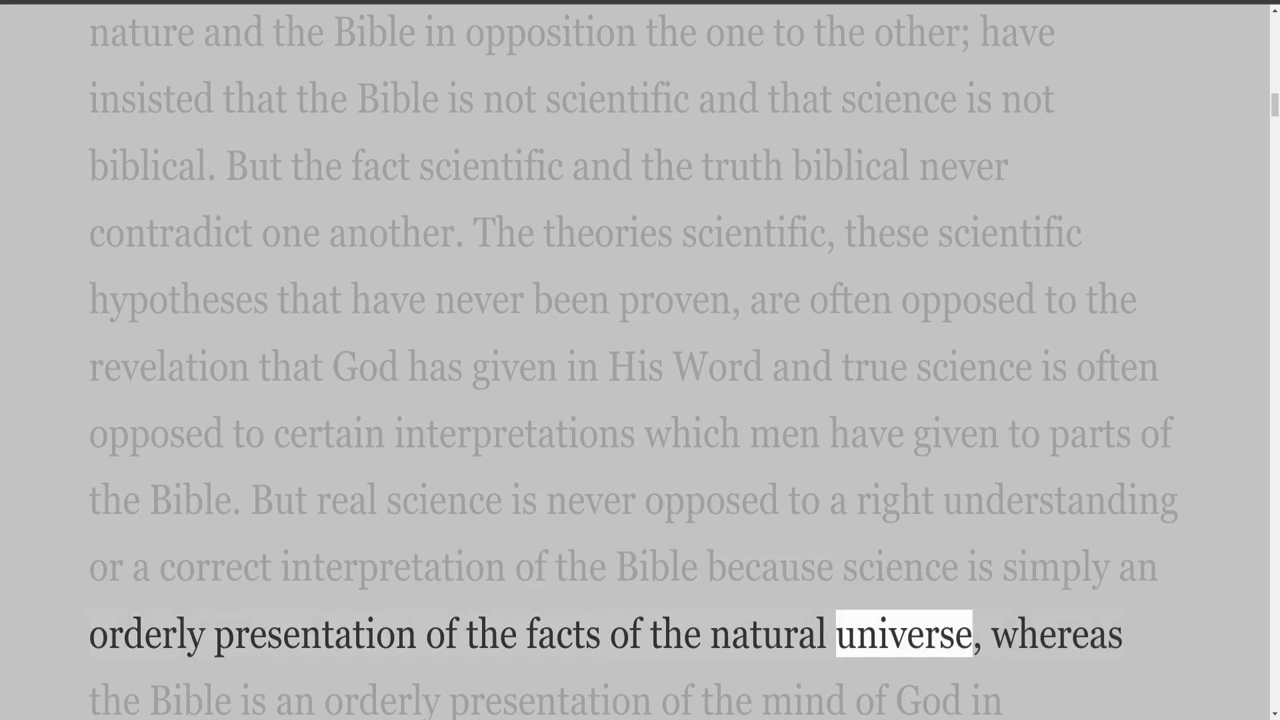 nature and the Bible in opposition the one to the other; have
insisted that the Bible is not scientific and that science is not
biblical. But the fact scientific and the truth biblical never
contradict one another. The theories scientific, these scientific
hypotheses that have never been proven, are often opposed to the
revelation that God has given in His Word and true science is often
opposed to certain interpretations which men have given to parts of
the Bible. But real science is never opposed to a right understanding
or a correct interpretation of the Bible because science is simply an
orderly presentation of the facts of the natural universe, whereas
the Bible is an orderly presentation of the mind of God in